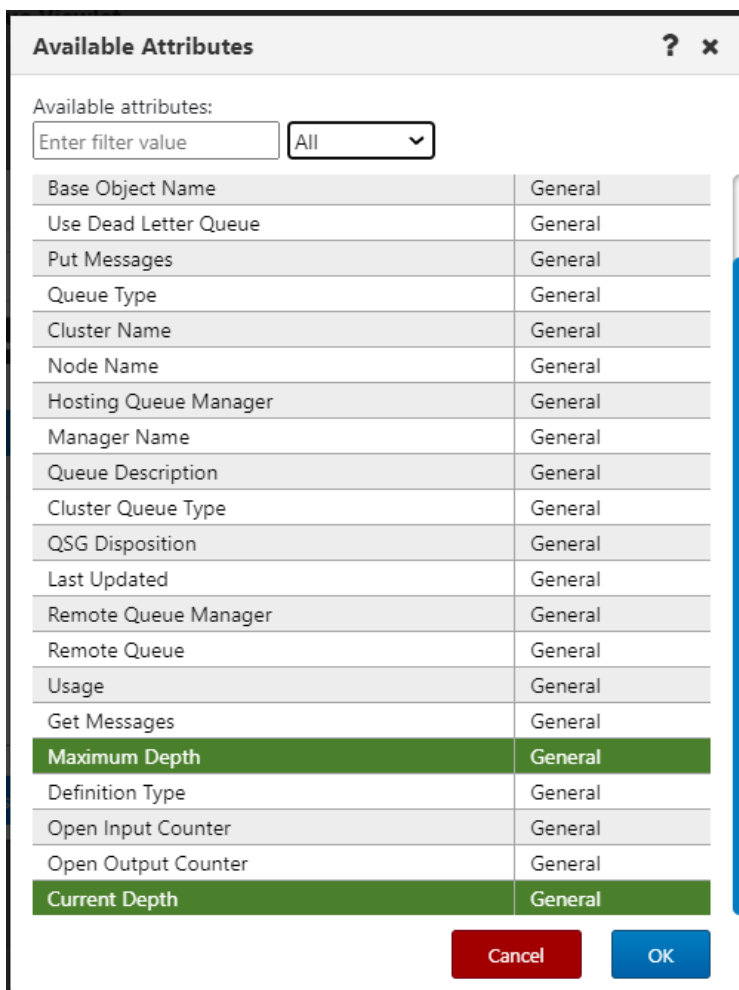 Available Attributes ? ×
Available attributes:
Enter filter value All
Base Object Name General
Use Dead Letter Queue General
Put Messages General
Queue Type General
Cluster Name General
Node Name General
Hosting Queue Manager General
Manager Name General
Queue Description General
Cluster Queue Type General
QSG Disposition General
Last Updated General
Remote Queue Manager General
Remote Queue General
Usage General
Get Messages General
Maximum Depth General
Definition Type General
Open Input Counter General
Open Output Counter General
Current Depth General
Cancel OK